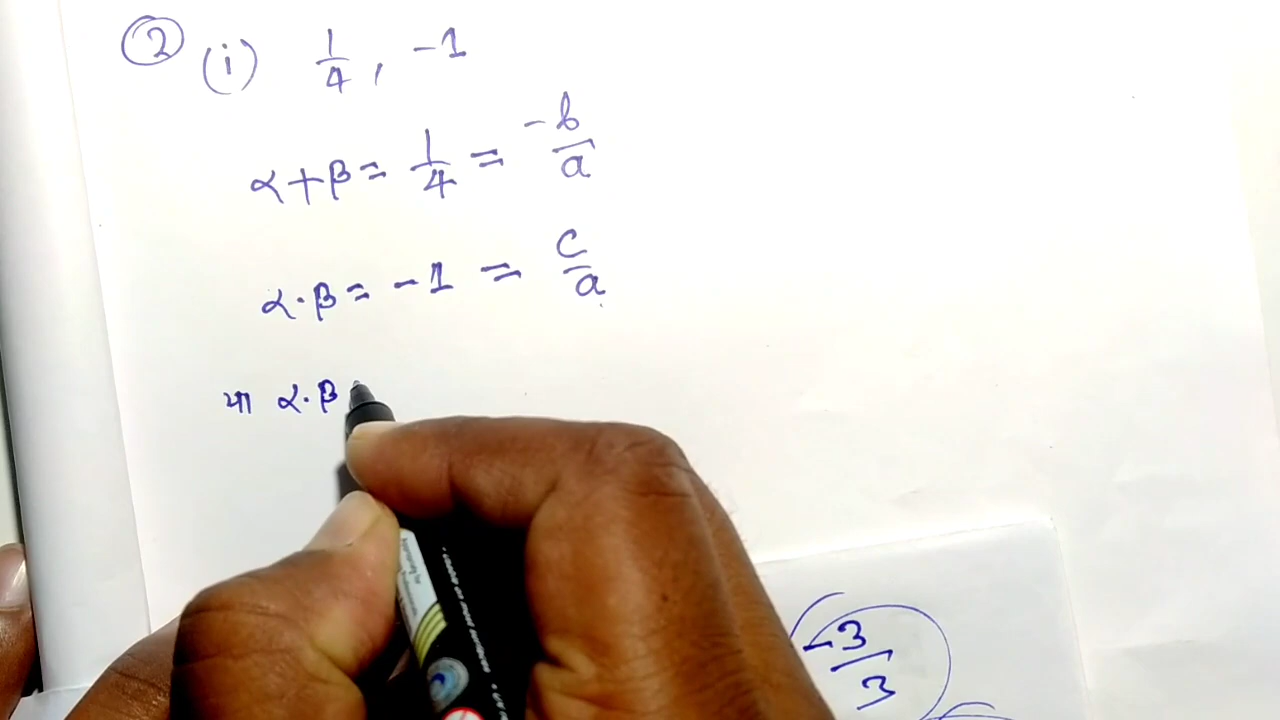 ② (i) 1/4, -1
α+β = 1/4 = -b/a
α·β = -1 = c/a
या α·β
-3/3